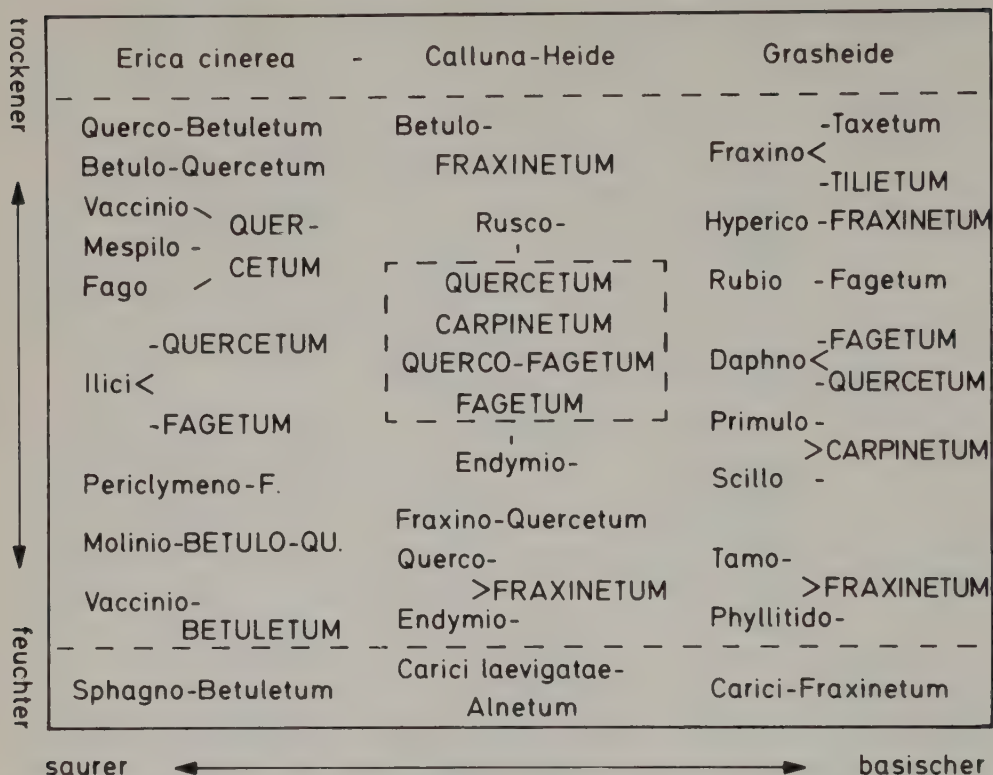 trockener
Erica cinerea - Calluna-Heide Grasheide
Querco-Betuletum
Betulo-Quercetum
Vaccinio
Mespilo - QUER-
Fago CETUM
-QUERCETUM
Ilici<
-FAGETUM
Periclymeno-F.
Molinio-BETULO-QU.
Vaccinio-
BETULETUM
Betulo-
FRAXINETUM
Rusco-
QUERCETUM
CARPINETUM
QUERCO-FAGETUM
FAGETUM
Endymio-
Fraxino-Quercetum
Querco-
>FRAXINETUM
Endymio-
-Taxetum
Fraxino<
-TILIETUM
Hyperico -FRAXINETUM
Rubio -Fagetum
-FAGETUM
Daphno<
-QUERCETUM
Primulo -
>CARPINETUM
Scillo -
Tamo-
>FRAXINETUM
Phyllitido-
Sphagno-Betuletum
Carici laevigatae-
Alnetum
Carici-Fraxinetum
feuchter
saurer
basischer